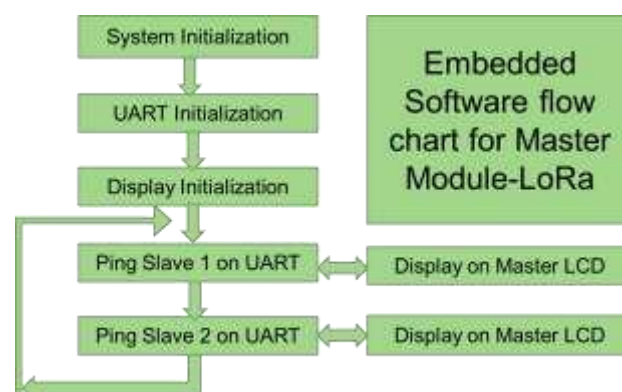 System Initialization
UART Initialization
Display Initialization
Ping Slave 1 on UART
Display on Master LCD
Ping Slave 2 on UART
Display on Master LCD
Embedded
Software flow
chart for Master
Module-LoRa